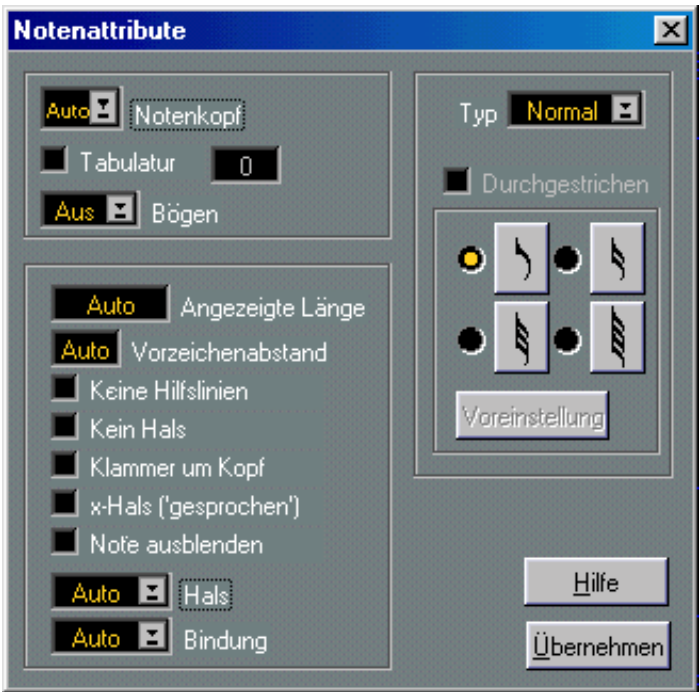 Notenattribute
Auto Notenkopf
Tabulatur 0
Aus Bögen
Auto Angezeigte Länge
Auto Vorzeichenabstand
Keine Hilfslinien
Kein Hals
Klammer um Kopf
x-Hals ('gesprochen')
Note ausblenden
Auto Hals
Auto Bindung
Typ Normal
Durchgestrichen
Voreinstellung
Hilfe
Übernehmen